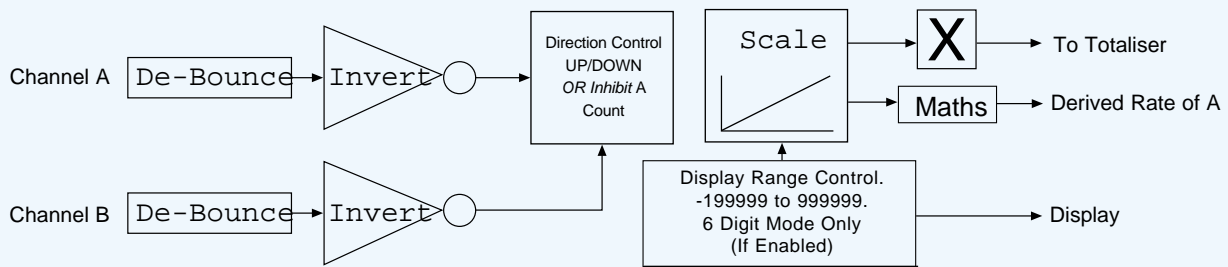 Channel A
De-Bounce
Invert
Direction Control
UP/DOWN
OR Inhibit A
Count
Scale
X
To Totaliser
Maths
Derived Rate of A
Channel B
De-Bounce
Invert
Display Range Control.
-199999 to 999999.
6 Digit Mode Only
(If Enabled)
Display